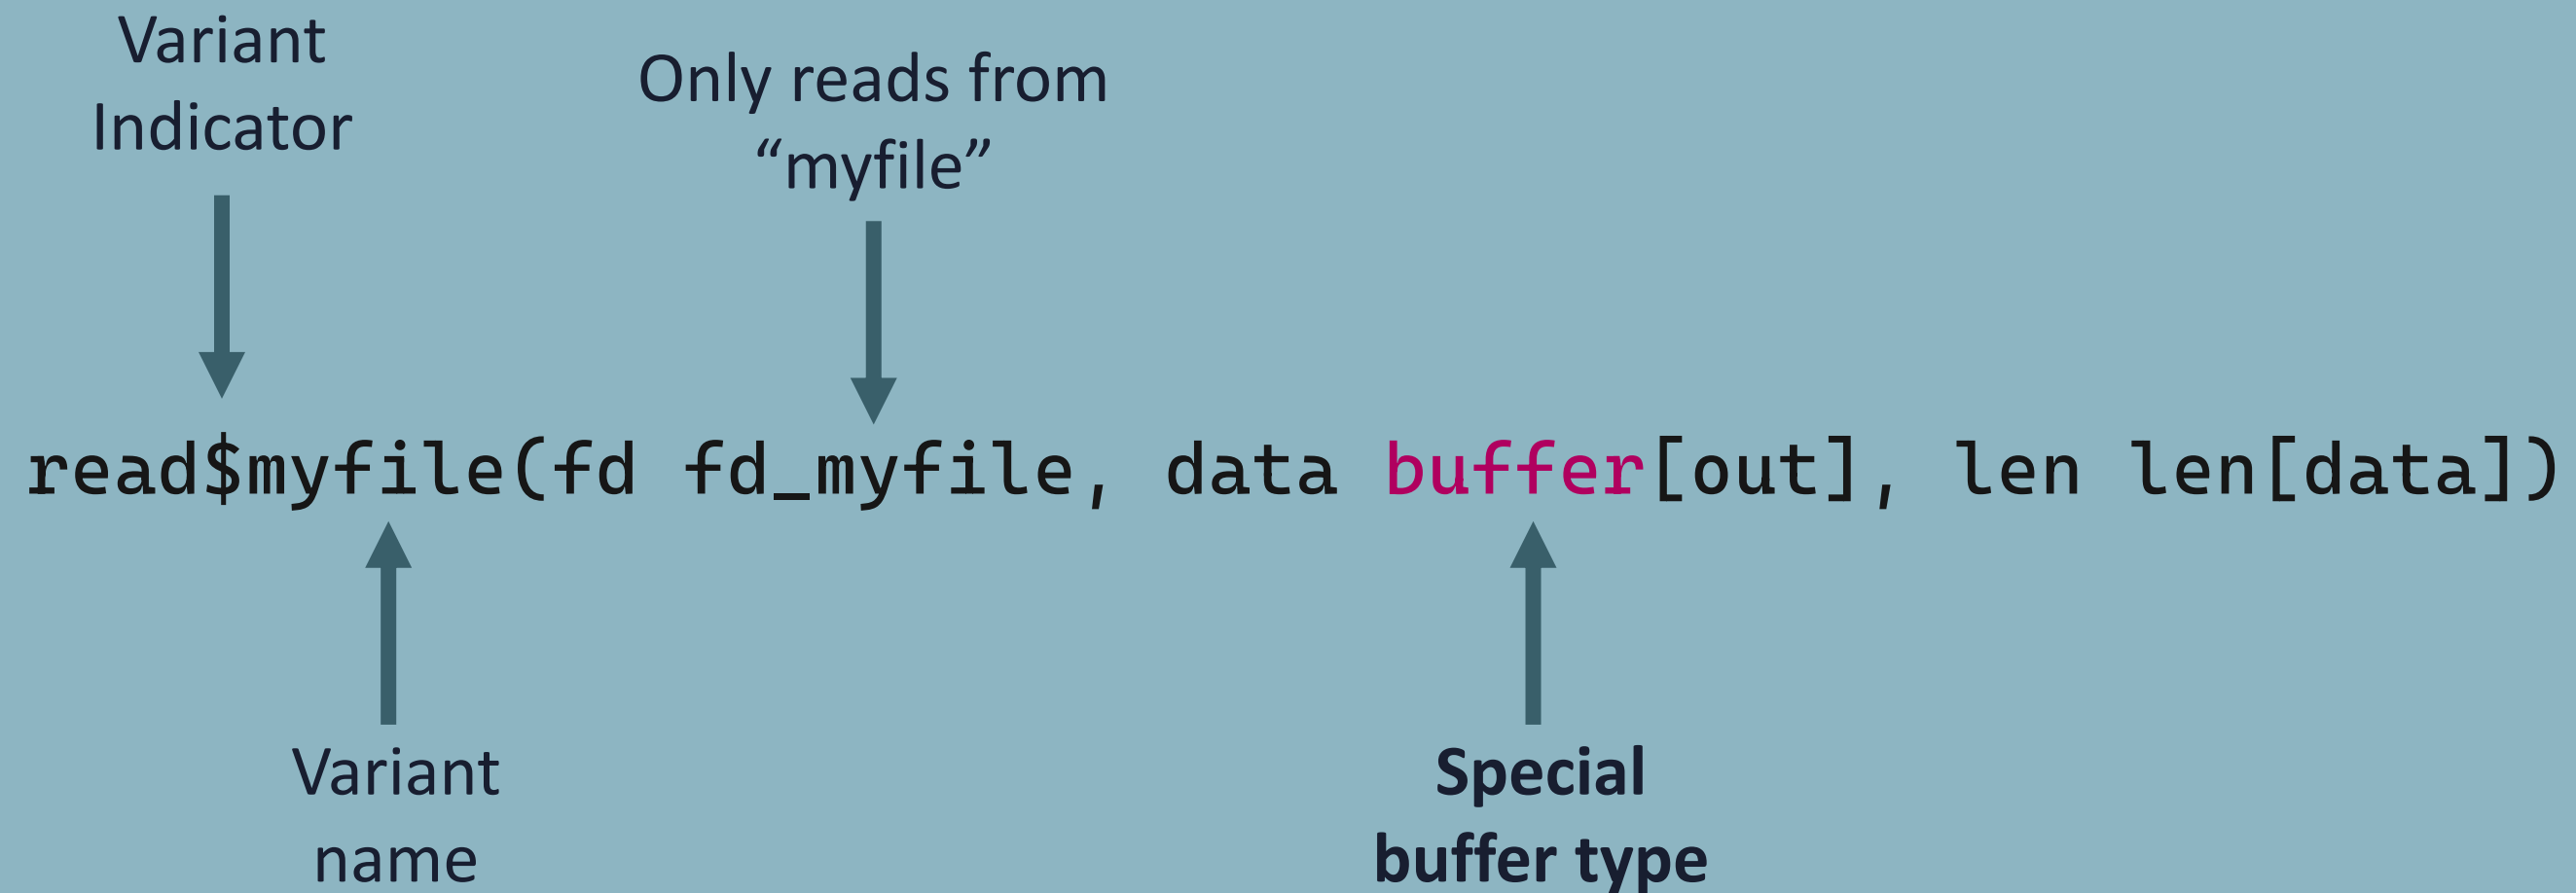 Variant
Indicator
Only reads from
“myfile”
read$myfile(fd fd_myfile, data buffer[out], len len[data])
Variant
name
Special
buffer type